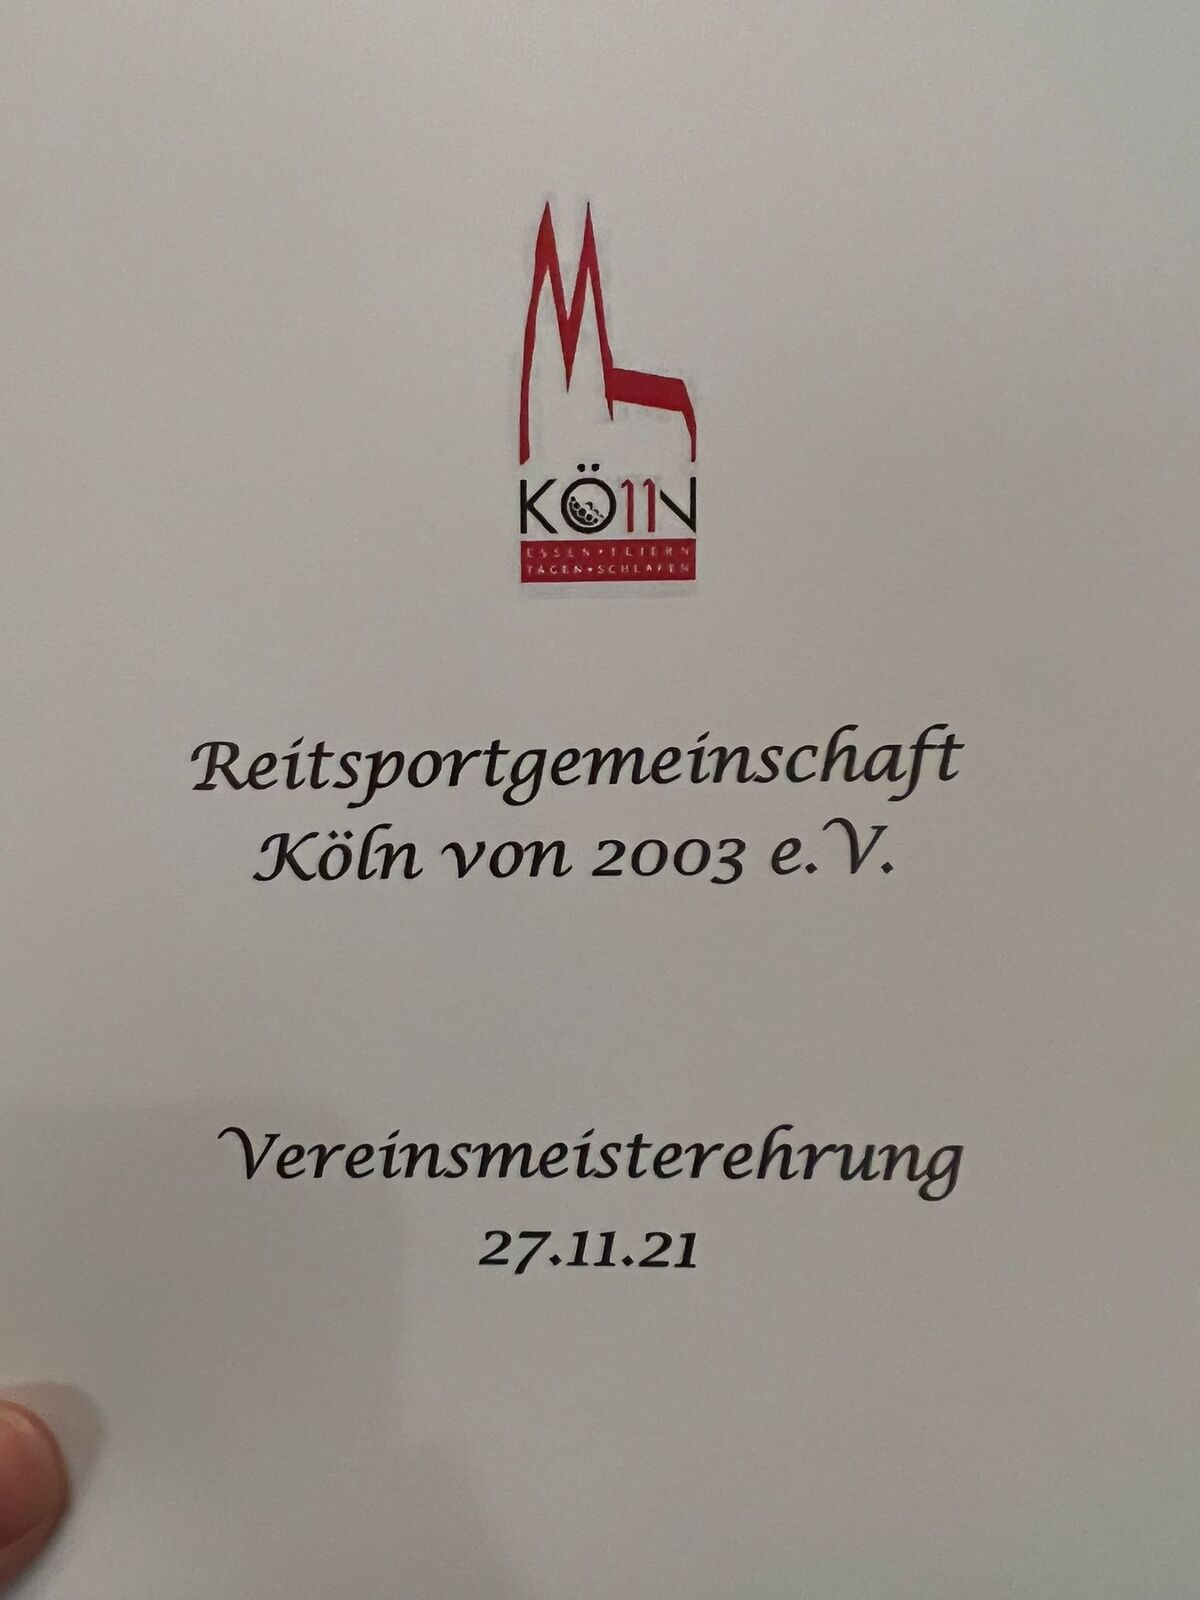 KÖ11N
ESSEN • FEIERN
TAGEN • SCHLAFEN
Reitsportgemeinschaft
Köln von 2003 e.V.
Vereinsmeisterehrung
27.11.21